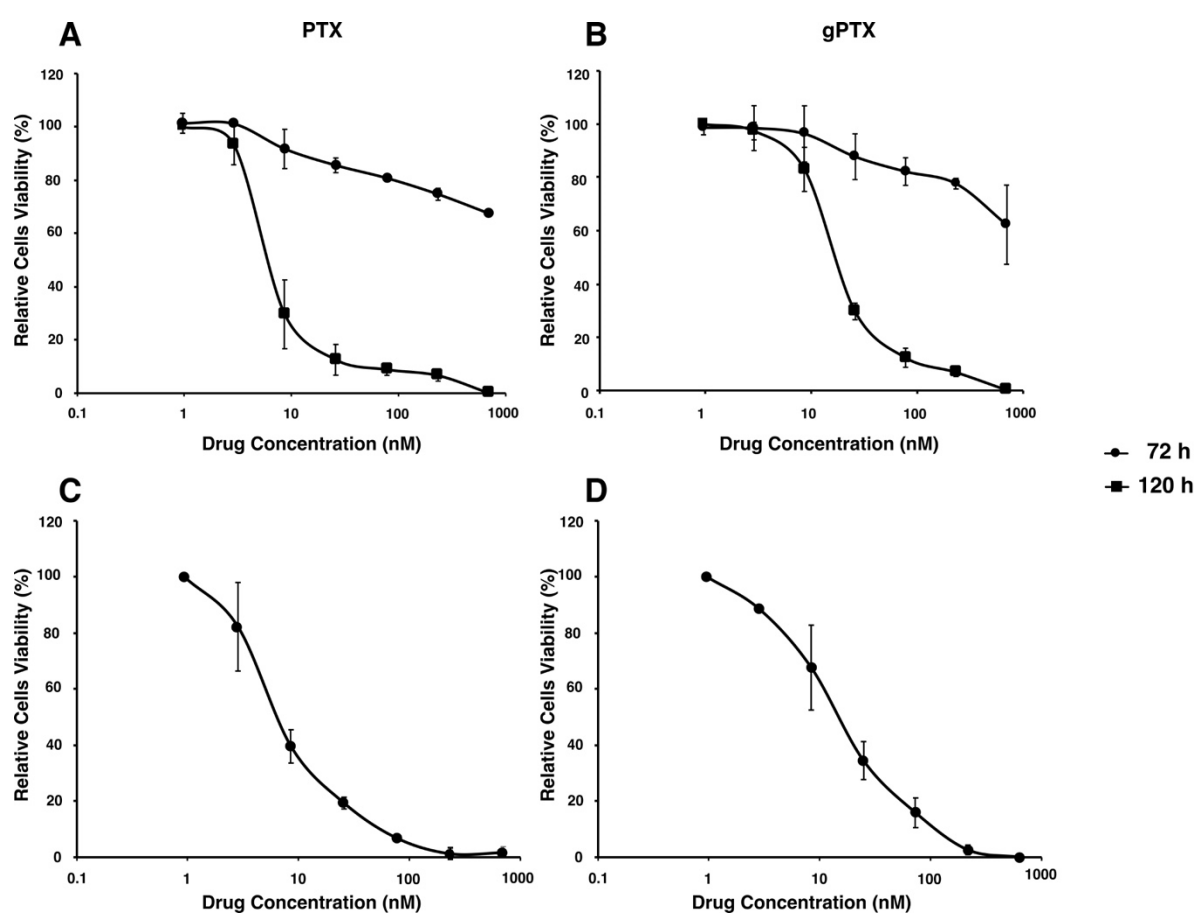 A
PTX
B
gPTX
120
100
80
60
40
20
0
Relative Cells Viability (%)
0.1 1 10 100 1000
Drug Concentration (nM)
120
100
80
60
40
20
0
Relative Cells Viability (%)
0.1 1 10 100 1000
Drug Concentration (nM)
72 h
120 h
C
120
100
80
60
40
20
0
Relative Cells Viability (%)
0.1 1 10 100 1000
Drug Concentration (nM)
D
120
100
80
60
40
20
0
Relative Cells Viability (%)
0.1 1 10 100 1000
Drug Concentration (nM)